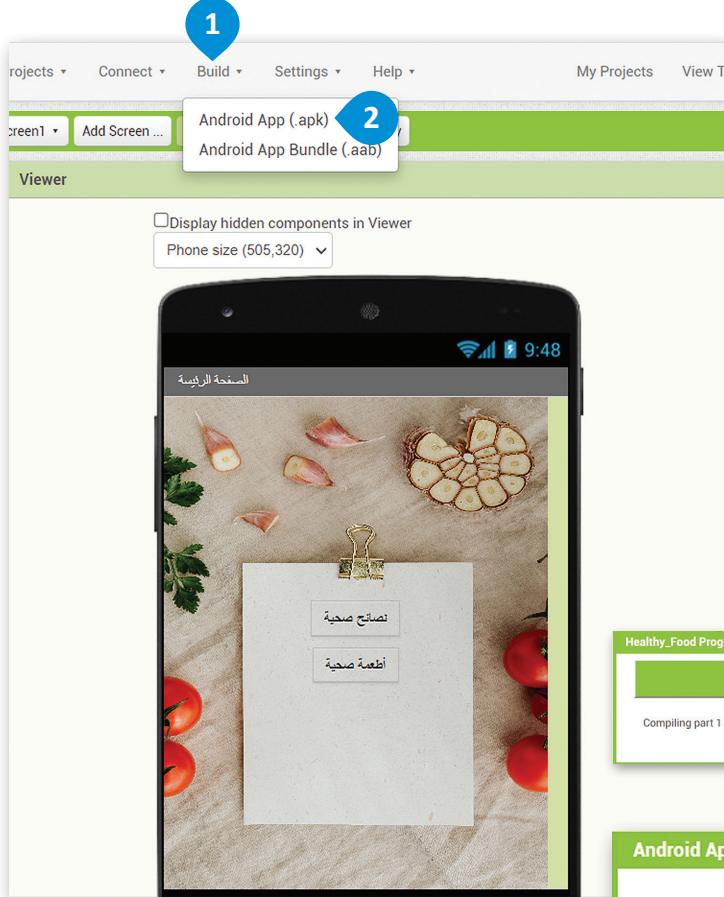 1
rojects ▾ Connect ▾ Build ▾ Settings ▾ Help ▾ My Projects View T
Android App (.apk) 2
Android App Bundle (.aab)
creen1 ▾ Add Screen ...
Viewer
Display hidden components in Viewer
Phone size (505,320)
9:48
الصفحة الرئيسة
نصائح صحية
أطعمة صحية
Healthy_Food Prog
Compiling part 1
Android Ap